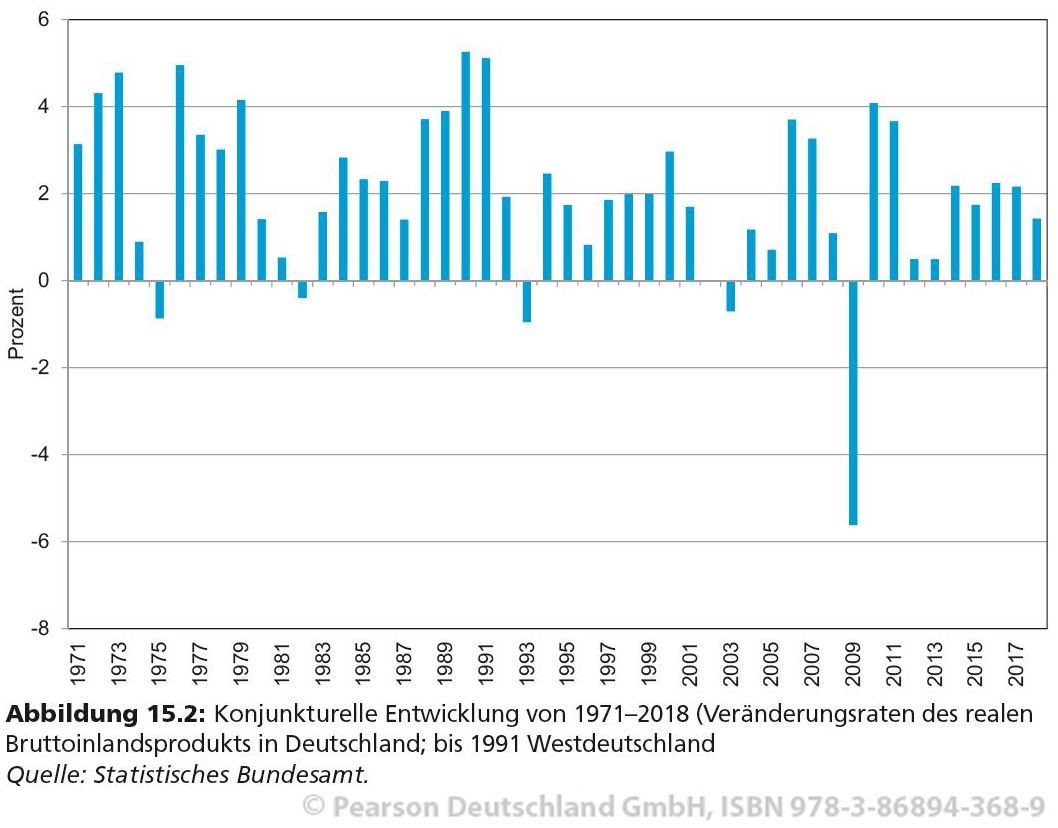 6
4
2
0
-2
-4
-6
-8
Prozent
1971 1973 1975 1977 1979 1981 1983 1985 1987 1989 1991 1993 1995 1997 1999 2001 2003 2005 2007 2009 2011 2013 2015 2017
Abbildung 15.2: Konjunkturelle Entwicklung von 1971–2018 (Veränderungsraten des realen
Bruttoinlandsprodukts in Deutschland; bis 1991 Westdeutschland
Quelle: Statistisches Bundesamt.
© Pearson Deutschland GmbH, ISBN 978-3-86894-368-9